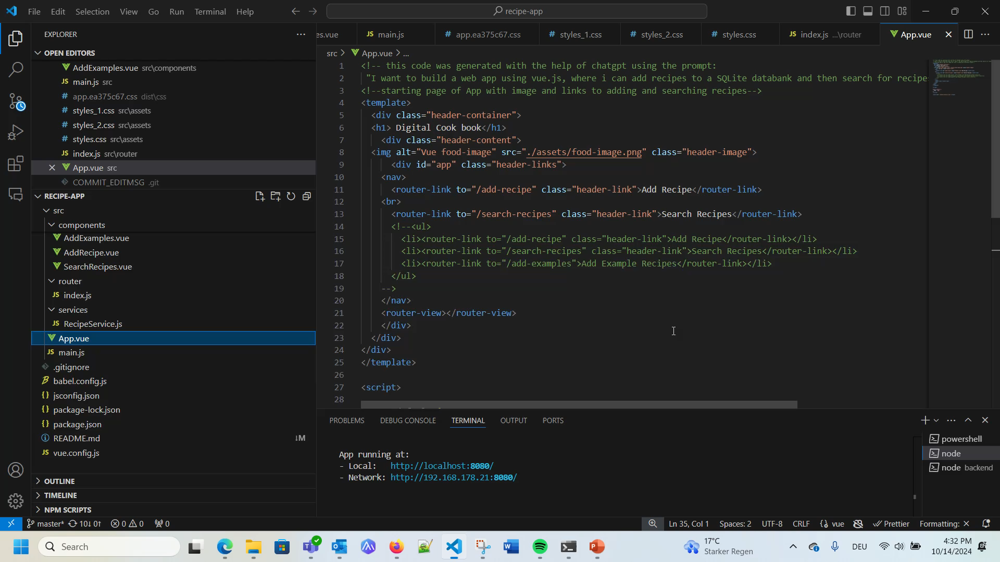 File Edit Selection View Go Run Terminal Help
recipe-app
EXPLORER
OPEN EDITORS
AddExamples.vue src\components
JS main.js src
# app.ea375c67.css dist\css
# styles_1.css src\assets
# styles_2.css src\assets
# styles.css src\assets
JS index.js src\router
App.vue src
COMMIT_EDITMSG .git
RECIPE-APP
src
components
AddExamples.vue
AddRecipe.vue
SearchRecipes.vue
router
JS index.js
services
JS RecipeService.js
App.vue
JS main.js
.gitignore
babel.config.js
{} jsconfig.json
{} package-lock.json
{} package.json
README.md ↓M
JS vue.config.js
OUTLINE
TIMELINE
NPM SCRIPTS
es.vue JS main.js # app.ea375c67.css # styles_1.css # styles_2.css # styles.css JS index.js ...\router App.vue
src > App.vue > ...
1 <!-- this code was generated with the help of chatgpt using the prompt:
2 "I want to build a web app using vue.js, where i can add recipes to a SQLite databank and then search for recipe
3 <!--starting page of App with image and links to adding and searching recipes-->
4 <template>
5 <div class="header-container">
6 <h1> Digital Cook book</h1>
7 <div class="header-content">
8 <img alt="Vue food-image" src="./assets/food-image.png" class="header-image">
9 <div id="app" class="header-links">
10 <nav>
11 <router-link to="/add-recipe" class="header-link">Add Recipe</router-link>
12 <br>
13 <router-link to="/search-recipes" class="header-link">Search Recipes</router-link>
14 <!--<ul>
15 <li><router-link to="/add-recipe" class="header-link">Add Recipe</router-link></li>
16 <li><router-link to="/search-recipes" class="header-link">Search Recipes</router-link></li>
17 <li><router-link to="/add-examples">Add Example Recipes</router-link></li>
18 </ul>
19 -->
20 </nav>
21 <router-view></router-view>
22 </div>
23 </div>
24 </div>
25 </template>
26
27 <script>
28
PROBLEMS DEBUG CONSOLE TERMINAL OUTPUT PORTS
App running at:
- Local: http://localhost:8080/
- Network: http://192.168.178.21:8080/
powershell
node
node backend
master* 10↓ 0↑ 0 0 0
Ln 35, Col 1 Spaces: 2 UTF-8 CRLF {} vue Prettier Formatting: ×
Search
17°C
Starker Regen
DEU
4:32 PM
10/14/2024